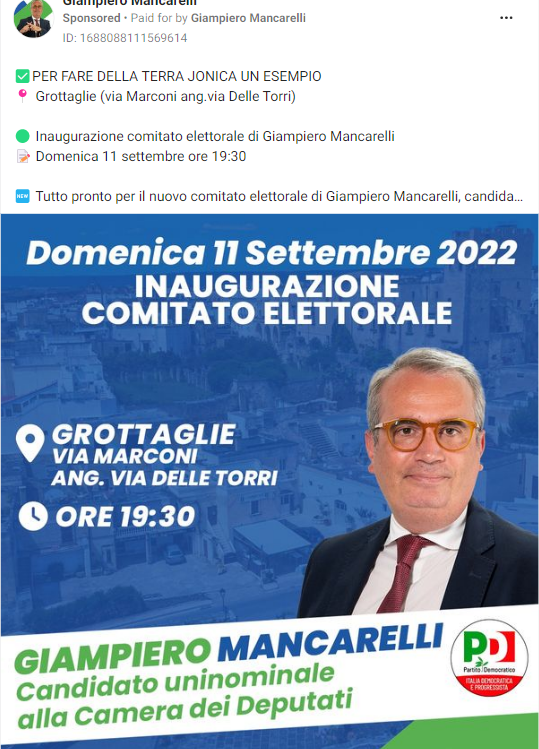 Giampiero Mancarelli
Sponsored • Paid for by Giampiero Mancarelli
ID: 1688088111569614
PER FARE DELLA TERRA JONICA UN ESEMPIO
Grottaglie (via Marconi ang.via Delle Torri)
Inaugurazione comitato elettorale di Giampiero Mancarelli
Domenica 11 settembre ore 19:30
NEW Tutto pronto per il nuovo comitato elettorale di Giampiero Mancarelli, candida...
Domenica 11 Settembre 2022
INAUGURAZIONE
COMITATO ELETTORALE
GROTTAGLIE
VIA MARCONI
ANG. VIA DELLE TORRI
ORE 19:30
GIAMPIERO MANCARELLI
Candidato uninominale
alla Camera dei Deputati
PD
Partito Democratico
ITALIA DEMOCRATICA
E PROGRESSISTA